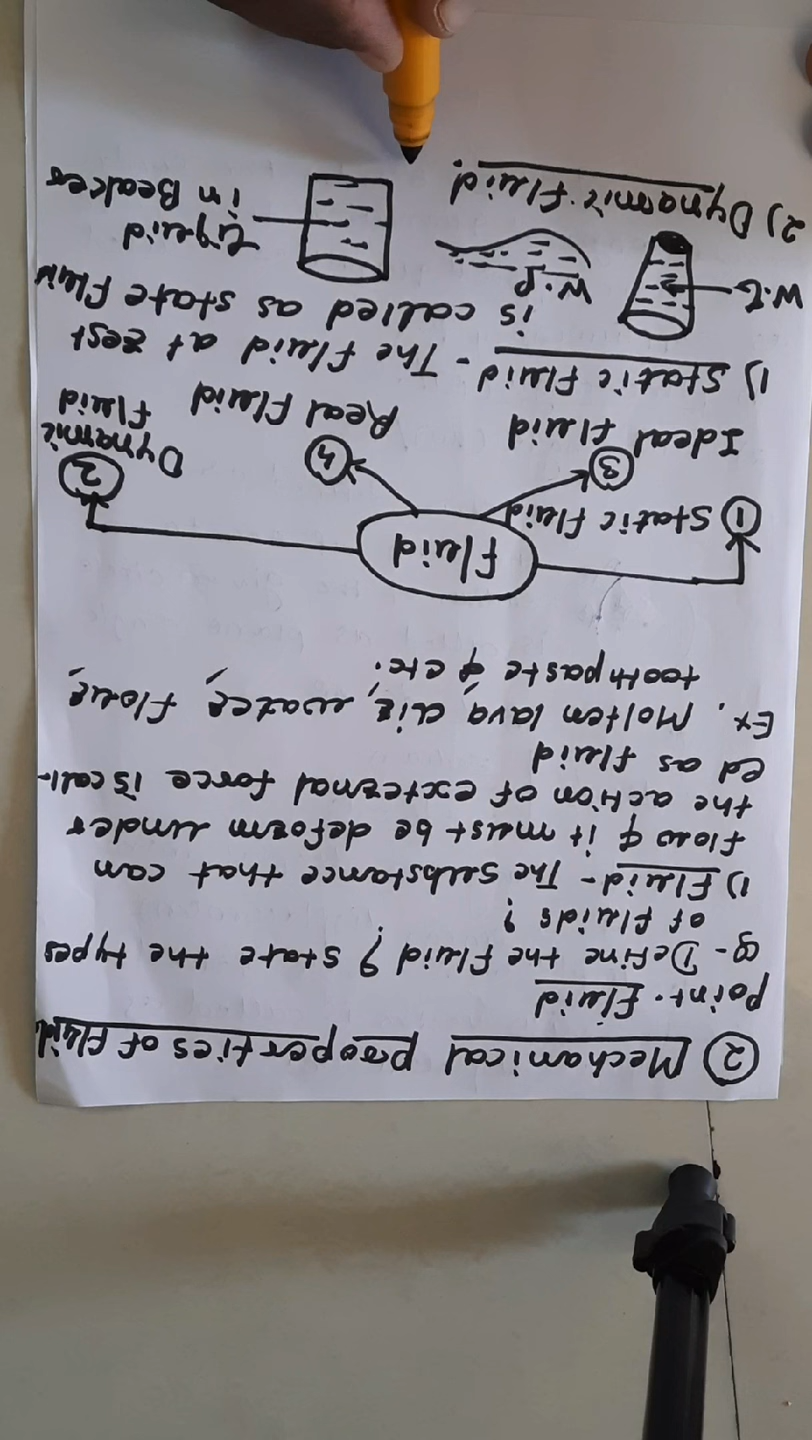 ② Mechanical properties of Fluid
Point. Fluid
Q- Define the Fluid? State the types
of fluids?
1) Fluid - The substance that can
flow & it must be deform under
the action of external force is call-
ed as fluid
Ex. Molten lava, air, water, flour,
toothpaste & etc.
Fluid
① Static Fluid
② Dynamic
Fluid
③
Ideal fluid
④
Real Fluid
1) Static Fluid - The fluid at rest
is called as state Fluid
W.t
W.P
Liquid
in Beaker
2) Dynamic Fluid.